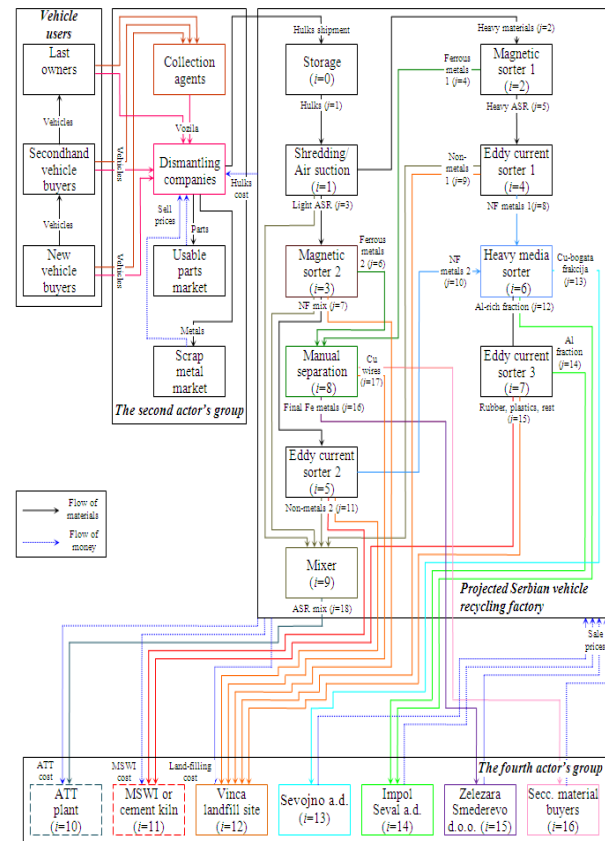 Vehicle
users
Last
owners
Vehicles
Secondhand
vehicle
buyers
Vehicles
New
vehicle
buyers
Vehicles
Vehicles
Collection
agents
Vozila
Dismantling
companies
Sell
prices
Parts
Usable
parts
market
Metals
Scrap
metal
market
The second actor's group
Hulks shipment
Hulks
cost
Storage
(i=0)
Hulks (j=1)
Shredding/
Air suction
(i=1)
Light ASR (j=3)
Magnetic
sorter 2
(i=3)
NF mix (j=7)
Ferrous
metals
2 (j=6)
Manual
separation
(i=8)
Cu
wires
(j=17)
Final Fe metals (j=16)
Eddy current
sorter 2
(i=5)
Non-metals 2 (j=11)
Mixer
(i=9)
ASR mix (j=18)
Heavy materials (j=2)
Ferrous
metals
1 (j=4)
Magnetic
sorter 1
(i=2)
Heavy ASR (j=5)
Non-
metals
1 (j=9)
Eddy current
sorter 1
(i=4)
NF metals 1(j=8)
NF
metals 2
(j=10)
Heavy media
sorter
(i=6)
Cu-bogata
frakcija
(j=13)
Al-rich fraction (j=12)
Eddy current
sorter 3
(i=7)
Al
fraction
(j=14)
Rubber, plastics, rest
(j=15)
Projected Serbian vehicle
recycling factory
Flow of
materials
Flow of
money
Sale
prices
ATT
cost
MSWI
cost
Land-filling
cost
The fourth actor's group
ATT
plant
(i=10)
MSWI or
cement kiln
(i=11)
Vinca
landfill site
(i=12)
Sevojno a.d.
(i=13)
Impol
Seval a.d.
(i=14)
Zelezara
Smederevo
d.o.o. (i=15)
Secc. material
buyers
(i=16)